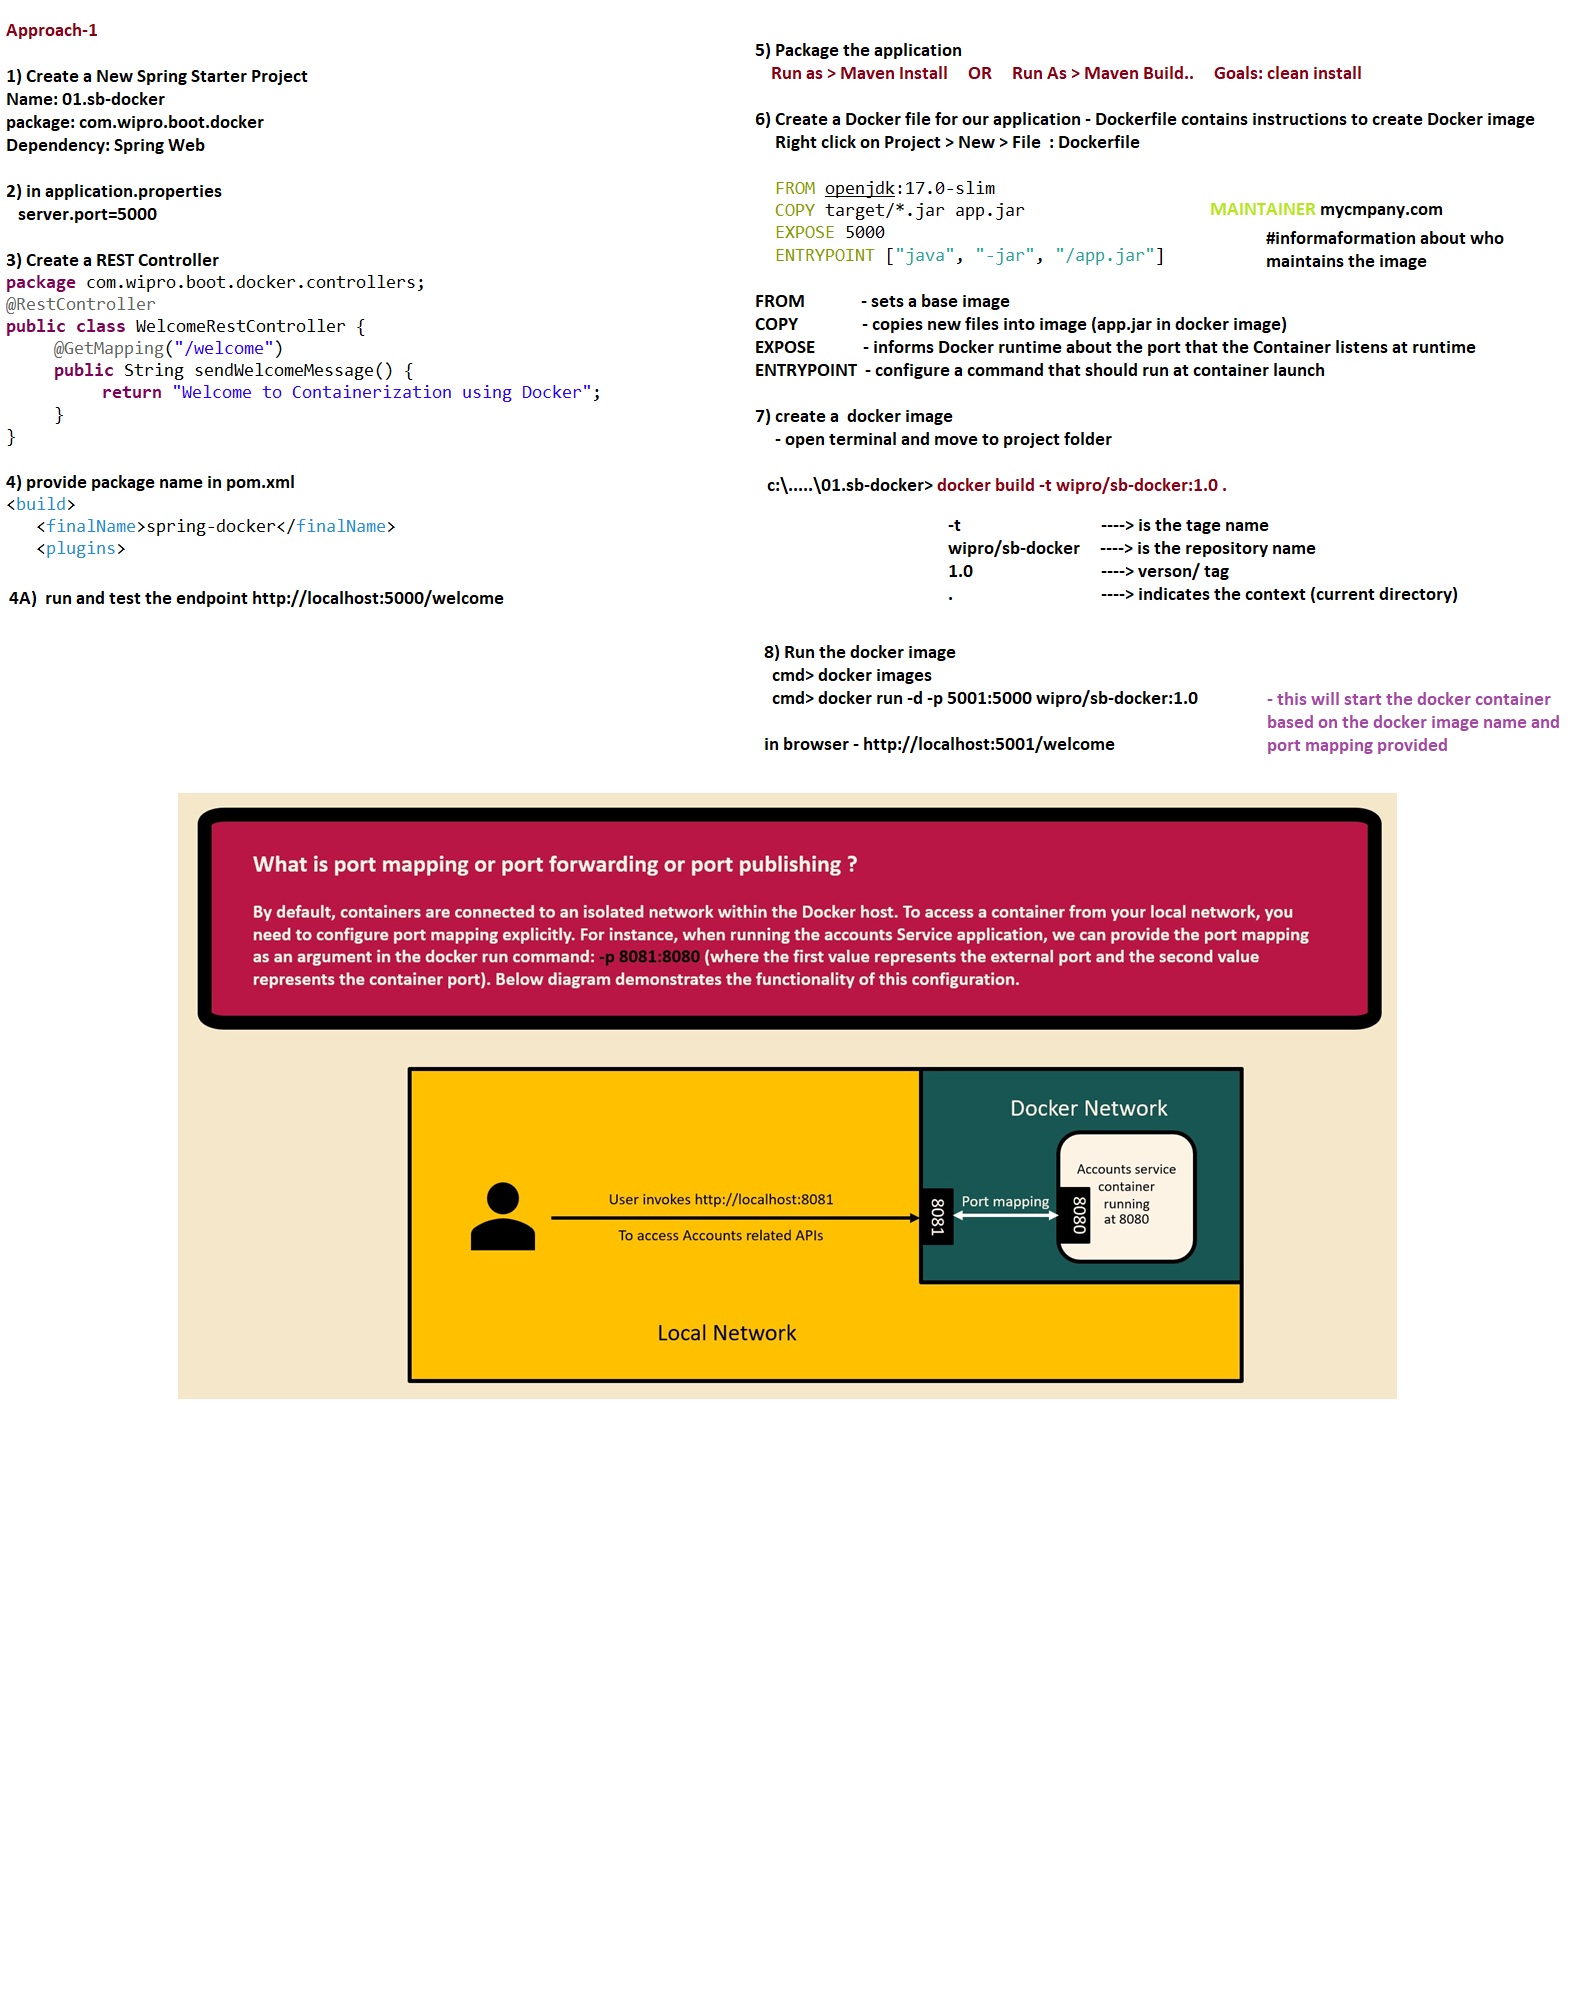 Approach-1
1) Create a New Spring Starter Project
Name: 01.sb-docker
package: com.wipro.boot.docker
Dependency: Spring Web
2) in application.properties
server.port=5000
3) Create a REST Controller
package com.wipro.boot.docker.controllers;
@RestController
public class WelcomeRestController {
@GetMapping("/welcome")
public String sendWelcomeMessage() {
return "Welcome to Containerization using Docker";
}
}
4) provide package name in pom.xml
<build>
<finalName>spring-docker</finalName>
<plugins>
4A) run and test the endpoint http://localhost:5000/welcome
5) Package the application
Run as > Maven Install OR Run As > Maven Build.. Goals: clean install
6) Create a Docker file for our application - Dockerfile contains instructions to create Docker image
Right click on Project > New > File : Dockerfile
FROM openjdk:17.0-slim
COPY target/*.jar app.jar
EXPOSE 5000
ENTRYPOINT ["java", "-jar", "/app.jar"]
MAINTAINER mycmpany.com
#informaformation about who
maintains the image
FROM - sets a base image
COPY - copies new files into image (app.jar in docker image)
EXPOSE - informs Docker runtime about the port that the Container listens at runtime
ENTRYPOINT - configure a command that should run at container launch
7) create a docker image
- open terminal and move to project folder
c:\.....\01.sb-docker> docker build -t wipro/sb-docker:1.0 .
-t ----> is the tage name
wipro/sb-docker ----> is the repository name
1.0 ----> verson/ tag
. ----> indicates the context (current directory)
8) Run the docker image
cmd> docker images
cmd> docker run -d -p 5001:5000 wipro/sb-docker:1.0
- this will start the docker container
based on the docker image name and
port mapping provided
in browser - http://localhost:5001/welcome
What is port mapping or port forwarding or port publishing ?
By default, containers are connected to an isolated network within the Docker host. To access a container from your local network, you
need to configure port mapping explicitly. For instance, when running the accounts Service application, we can provide the port mapping
as an argument in the docker run command: -p 8081:8080 (where the first value represents the external port and the second value
represents the container port). Below diagram demonstrates the functionality of this configuration.
Docker Network
Accounts service
container
running
at 8080
User invokes http://localhost:8081
To access Accounts related APIs
8081
Port mapping
8080
Local Network